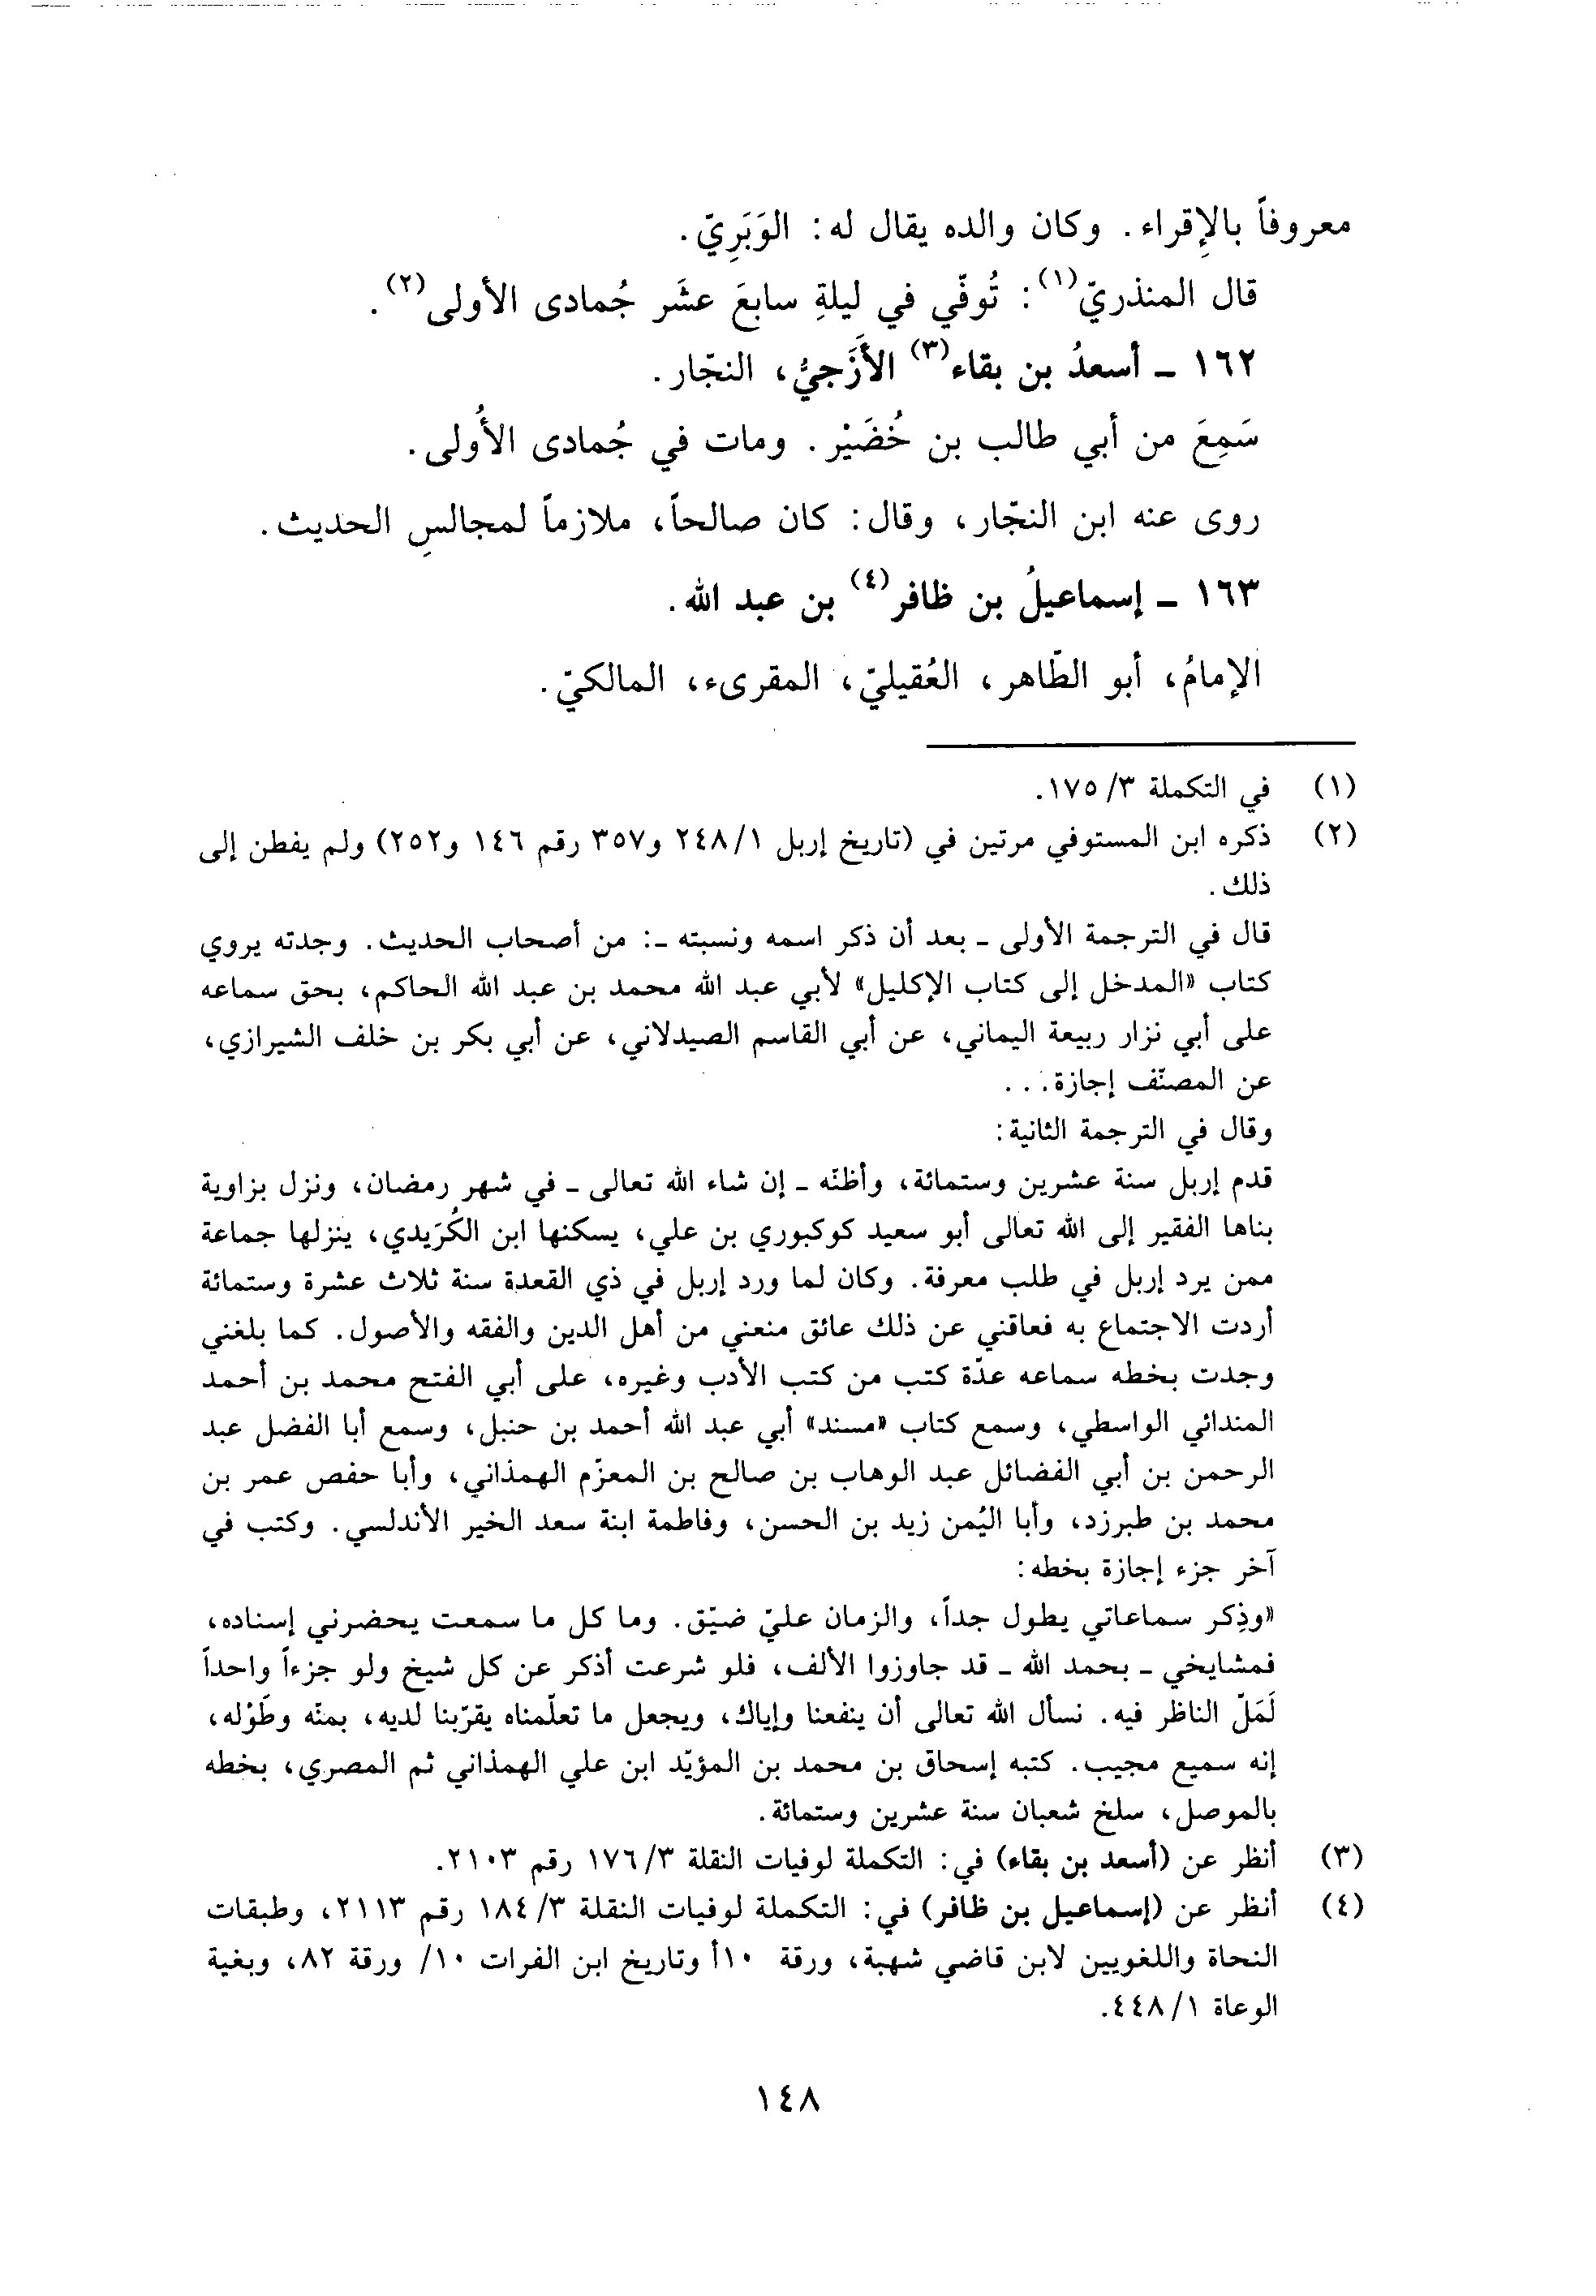 معروفاً بالإِقراء. وكان والده يقال له: الوَبَرِيّ.
قال المنذريّ(١): تُوفّي في ليلةِ سابعَ عشَر جُمادى الأولى(٢).
١٦٢ ـ أسعدُ بن بقاء(٣) الأَزَجيُّ، النجّار.
سَمِعَ من أبي طالب بن خُضَيْر. ومات في جُمادى الأُولى.
روى عنه ابن النجّار، وقال: كان صالحاً، ملازماً لمجالسِ الحديث.
١٦٣ ـ إسماعيلُ بن ظافر(٤) بن عبد الله.
الإمامُ، أبو الطّاهر، العُقيليّ، المقرىء، المالكيّ.
(١) في التكملة ٣/ ١٧٥.
(٢) ذكره ابن المستوفي مرتين في (تاريخ إربل ١/ ٢٤٨ و٣٥٧ رقم ١٤٦ و٢٥٢) ولم يفطن إلى
ذلك.
قال في الترجمة الأولى ـ بعد أن ذكر اسمه ونسبته ـ: من أصحاب الحديث. وجدته يروي
كتاب «المدخل إلى كتاب الإكليل» لأبي عبد الله محمد بن عبد الله الحاكم، بحق سماعه
على أبي نزار ربيعة اليماني، عن أبي القاسم الصيدلاني، عن أبي بكر بن خلف الشيرازي،
عن المصنّف إجازة. . .
وقال في الترجمة الثانية:
قدم إربل سنة عشرين وستمائة، وأظنّه ـ إن شاء الله تعالى ـ في شهر رمضان، ونزل بزاوية
بناها الفقير إلى الله تعالى أبو سعيد كوكبوري بن علي، يسكنها ابن الكُرَيدي، ينزلها جماعة
ممن يرد إربل في طلب معرفة. وكان لما ورد إربل في ذي القعدة سنة ثلاث عشرة وستمائة
أردت الاجتماع به فعاقني عن ذلك عائق منعني من أهل الدين والفقه والأصول. كما بلغني
وجدت بخطه سماعه عدّة كتب من كتب الأدب وغيره، على أبي الفتح محمد بن أحمد
المندائي الواسطي، وسمع كتاب «مسند» أبي عبد الله أحمد بن حنبل، وسمع أبا الفضل عبد
الرحمن بن أبي الفضائل عبد الوهاب بن صالح بن المعزّم الهمذاني، وأبا حفص عمر بن
محمد بن طبرزد، وأبا اليُمن زيد بن الحسن، وفاطمة ابنة سعد الخير الأندلسي. وكتب في
آخر جزء إجازة بخطه:
«وذِكر سماعاتي يطول جداً، والزمان عليّ ضيّق. وما كل ما سمعت يحضرني إسناده،
فمشايخي ـ بحمد الله ـ قد جاوزوا الألف، فلو شرعت أذكر عن كل شيخ ولو جزءاً واحداً
لَمَلّ الناظر فيه. نسأل الله تعالى أن ينفعنا وإياك، ويجعل ما تعلّمناه يقرّبنا لديه، بمنّه وطَوْله،
إنه سميع مجيب. كتبه إسحاق بن محمد بن المؤيّد ابن علي الهمذاني ثم المصري، بخطه
بالموصل، سلخ شعبان سنة عشرين وستمائة.
(٣) أنظر عن (أسعد بن بقاء) في: التكملة لوفيات النقلة ٣/ ١٧٦ رقم ٢١٠٣.
(٤) أنظر عن (إسماعيل بن ظافر) في: التكملة لوفيات النقلة ٣/ ١٨٤ رقم ٢١١٣، وطبقات
النحاة واللغويين لابن قاضي شهبة، ورقة ١٠أ وتاريخ ابن الفرات ١٠/ ورقة ٨٢، وبغية
الوعاة ١/ ٤٤٨.
١٤٨